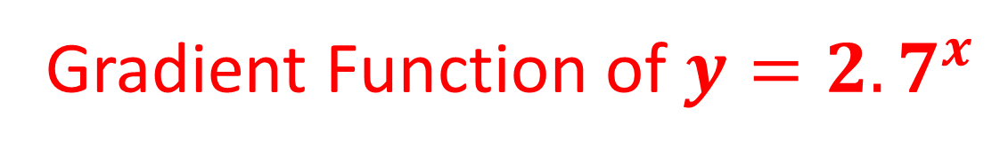 Gradient Function of y = 2.7ˣ